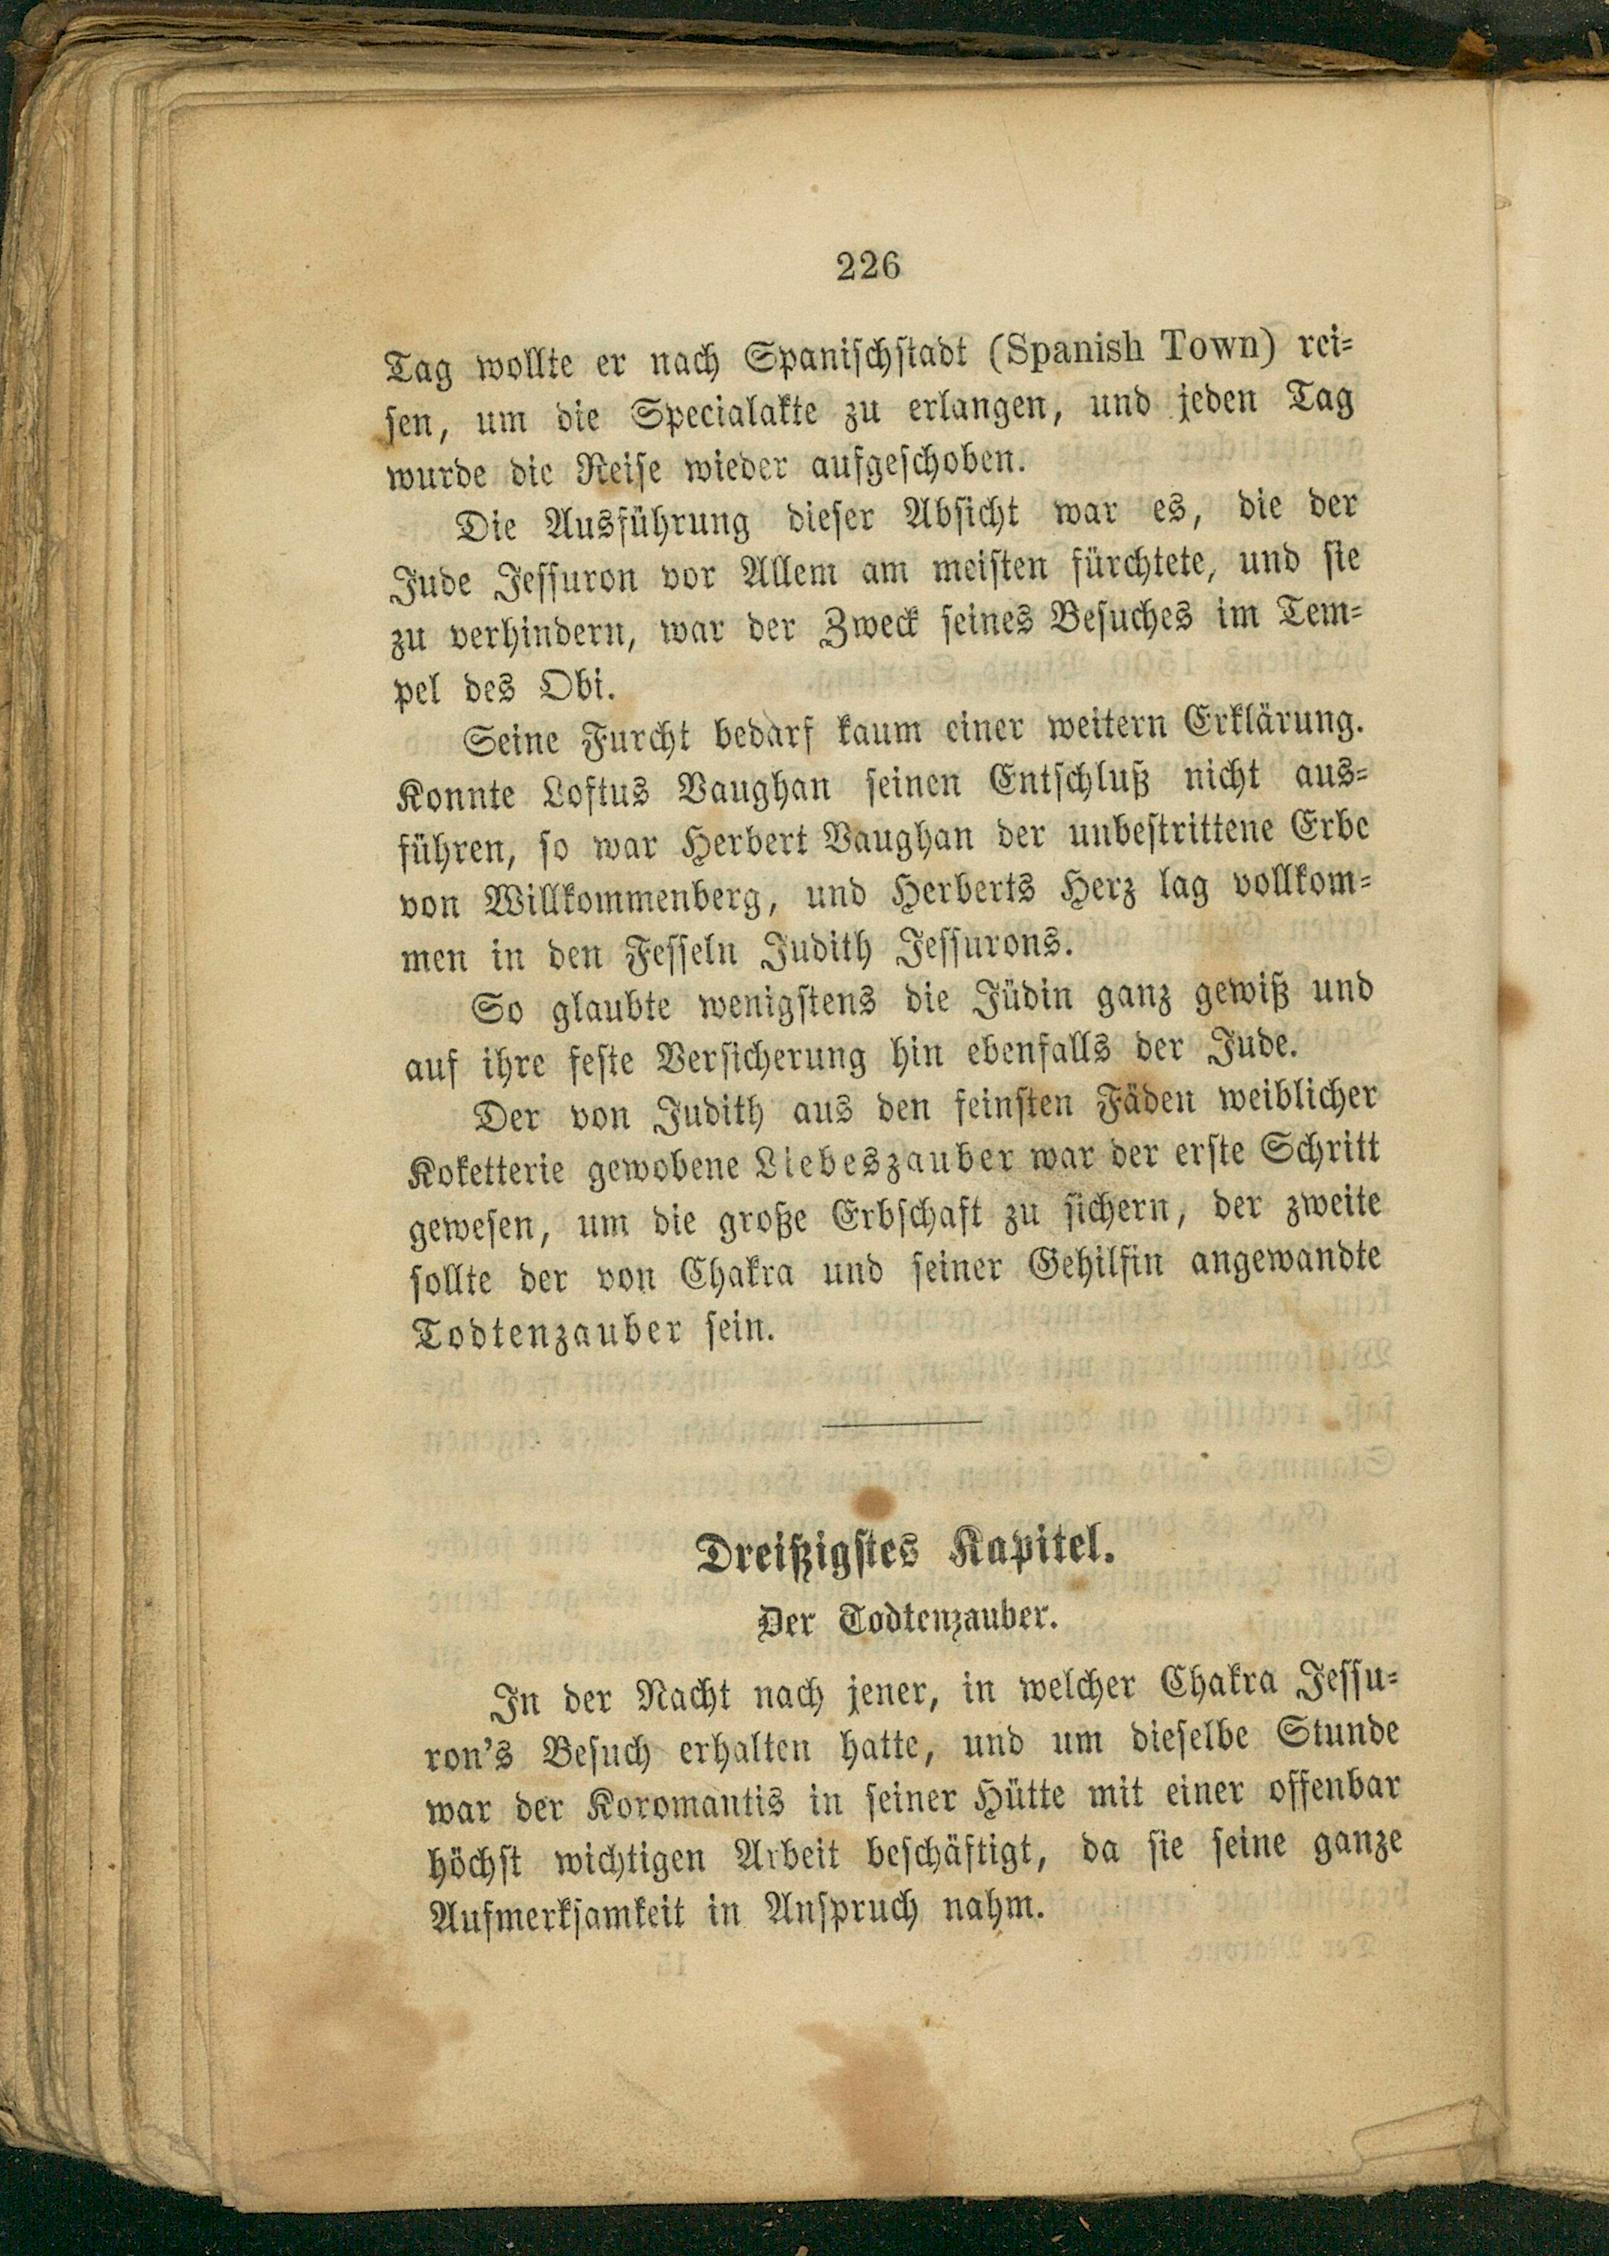 226
Tag wollte er nach Spanischstadt (Spanish Town) rei-
sen, um die Specialakte zu erlangen, und jeden Tag
wurde die Reise wieder aufgeschoben.
Die Ausführung dieser Absicht war es, die der
Jude Jessuron vor Allem am meisten fürchtete, und sie
zu verhindern, war der Zweck seines Besuches im Tem-
pel des Obi.
Seine Furcht bedarf kaum einer weitern Erklärung.
Konnte Loftus Vaughan seinen Entschluß nicht aus-
führen, so war Herbert Vaughan der unbestrittene Erbe
von Willkommenberg, und Herberts Herz lag vollkom-
men in den Fesseln Judith Jessurons.
So glaubte wenigstens die Jüdin ganz gewiß und
auf ihre feste Versicherung hin ebenfalls der Jude.
Der von Judith aus den feinsten Fäden weiblicher
Koketterie gewobene Liebeszauber war der erste Schritt
gewesen, um die große Erbschaft zu sichern, der zweite
sollte der von Chakra und seiner Gehilfin angewandte
Todtenzauber sein.
Dreißigstes Kapitel.
Der Todtenzauber.
In der Nacht nach jener, in welcher Chakra Jessu-
ron's Besuch erhalten hatte, und um dieselbe Stunde
war der Koromantis in seiner Hütte mit einer offenbar
höchst wichtigen Arbeit beschäftigt, da sie seine ganze
Aufmerksamkeit in Anspruch nahm.